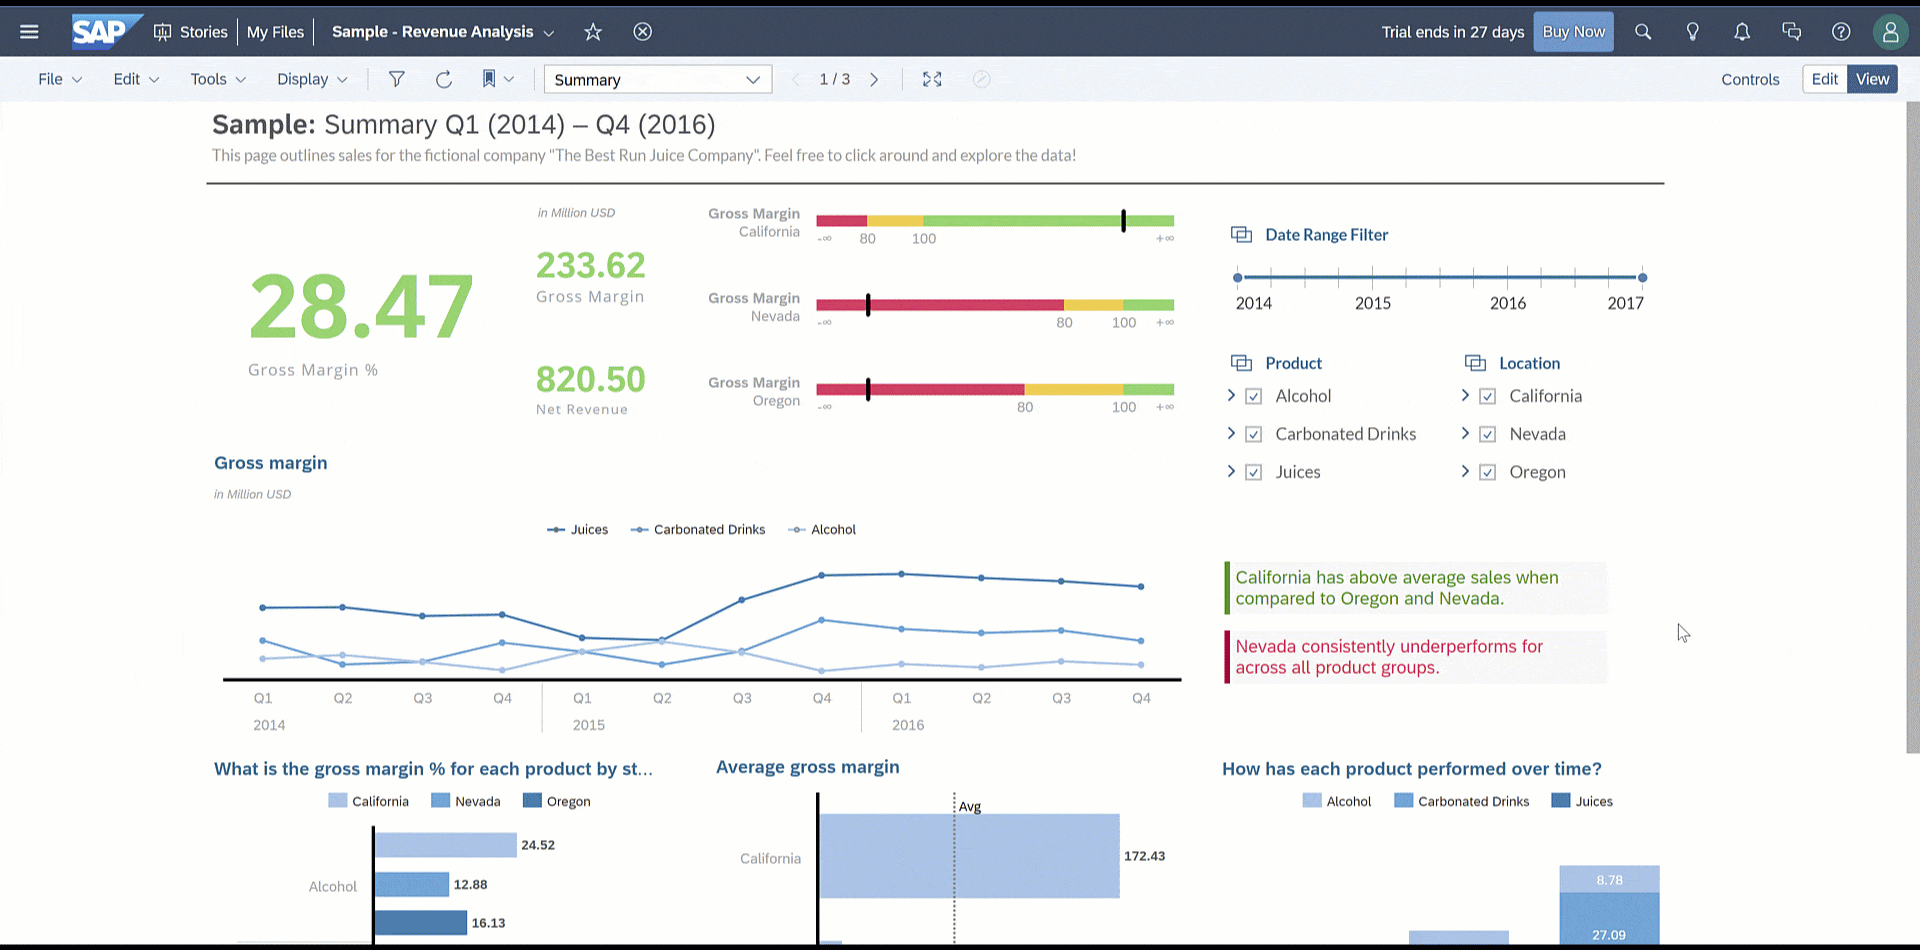 SAP Stories My Files Sample - Revenue Analysis Trial ends in 27 days Buy Now
File Edit Tools Display Summary 1 / 3 Controls Edit View
Sample: Summary Q1 (2014) – Q4 (2016)
This page outlines sales for the fictional company "The Best Run Juice Company". Feel free to click around and explore the data!
28.47
Gross Margin %
in Million USD
233.62
Gross Margin
820.50
Net Revenue
Gross Margin
California
-∞ 80 100 +∞
Gross Margin
Nevada
-∞ 80 100 +∞
Gross Margin
Oregon
-∞ 80 100 +∞
Date Range Filter
2014 2015 2016 2017
Product
Alcohol
Carbonated Drinks
Juices
Location
California
Nevada
Oregon
Gross margin
in Million USD
Juices Carbonated Drinks Alcohol
Q1 Q2 Q3 Q4 Q1 Q2 Q3 Q4 Q1 Q2 Q3 Q4
2014 2015 2016
California has above average sales when
compared to Oregon and Nevada.
Nevada consistently underperforms for
across all product groups.
What is the gross margin % for each product by st...
California Nevada Oregon
Alcohol
24.52
12.88
16.13
Average gross margin
Avg
California
172.43
How has each product performed over time?
Alcohol Carbonated Drinks Juices
8.78
27.09